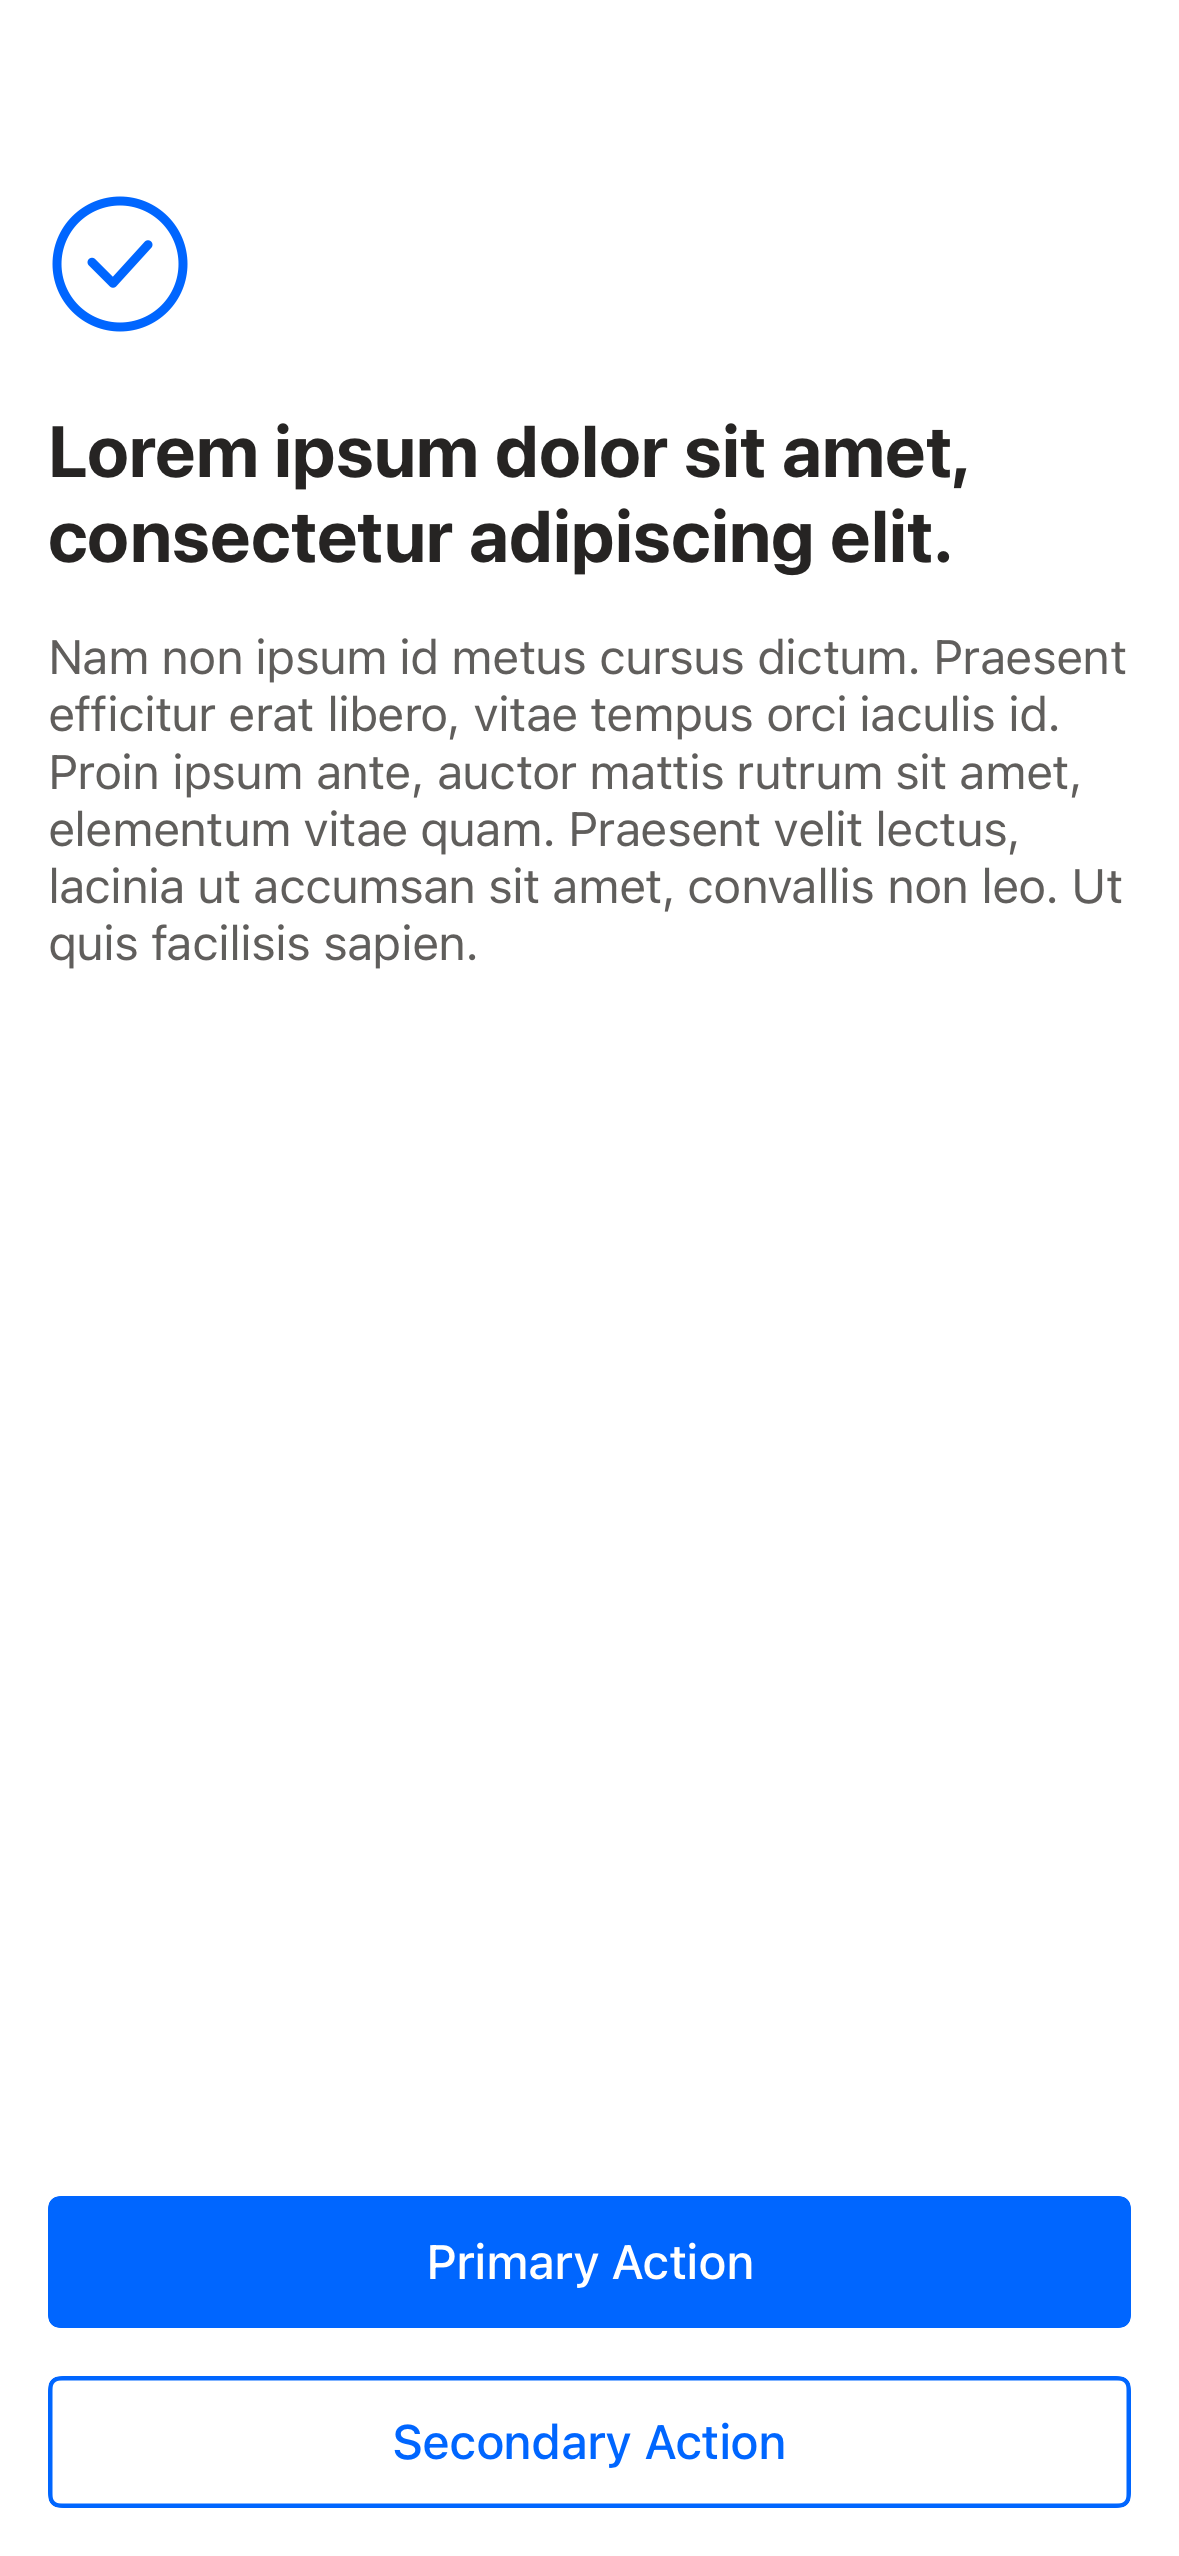 Lorem ipsum dolor sit amet,
consectetur adipiscing elit.
Nam non ipsum id metus cursus dictum. Praesent
efficitur erat libero, vitae tempus orci iaculis id.
Proin ipsum ante, auctor mattis rutrum sit amet,
elementum vitae quam. Praesent velit lectus,
lacinia ut accumsan sit amet, convallis non leo. Ut
quis facilisis sapien.
Primary Action
Secondary Action